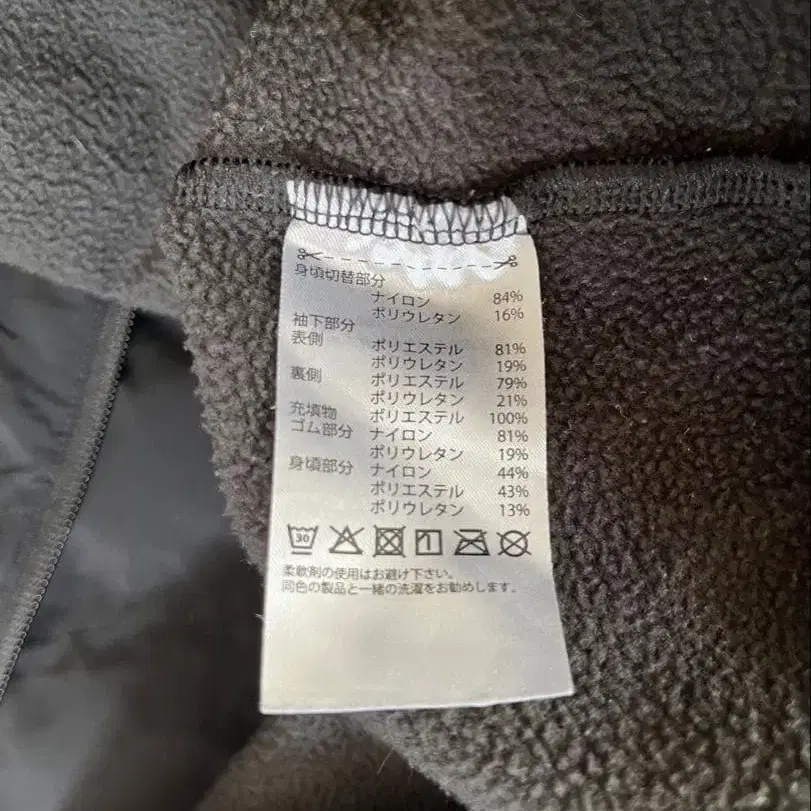 身頃切替部分
ナイロン 84%
ポリウレタン 16%
袖下部分
表側 ポリエステル 81%
ポリウレタン 19%
裏側 ポリエステル 79%
ポリウレタン 21%
充填物 ポリエステル 100%
ゴム部分 ナイロン 81%
ポリウレタン 19%
身頃部分 ナイロン 44%
ポリエステル 43%
ポリウレタン 13%
30
柔軟剤の使用はお避け下さい。
同色の製品と一緒の洗濯をお勧めします。